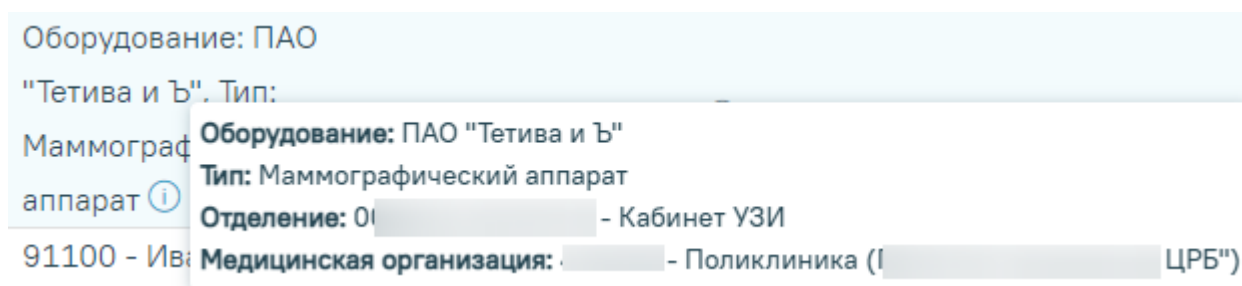 Оборудование: ПАО
"Тетива и Ъ", Тип:
Маммограф
аппарат
91100 - Ива
Оборудование: ПАО "Тетива и Ъ"
Тип: Маммографический аппарат
Отделение: - Кабинет УЗИ
Медицинская организация: - Поликлиника ( ЦРБ")